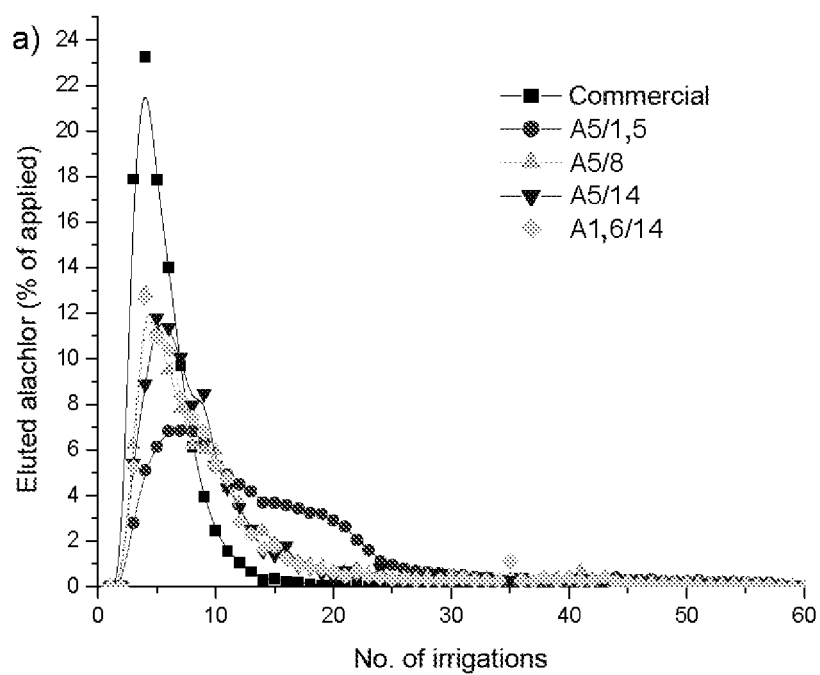 a)
24
22
20
18
16
14
12
10
8
6
4
2
0
Eluted alachlor (% of applied)
Commercial
A5/1,5
A5/8
A5/14
A1,6/14
0 10 20 30 40 50 60
No. of irrigations